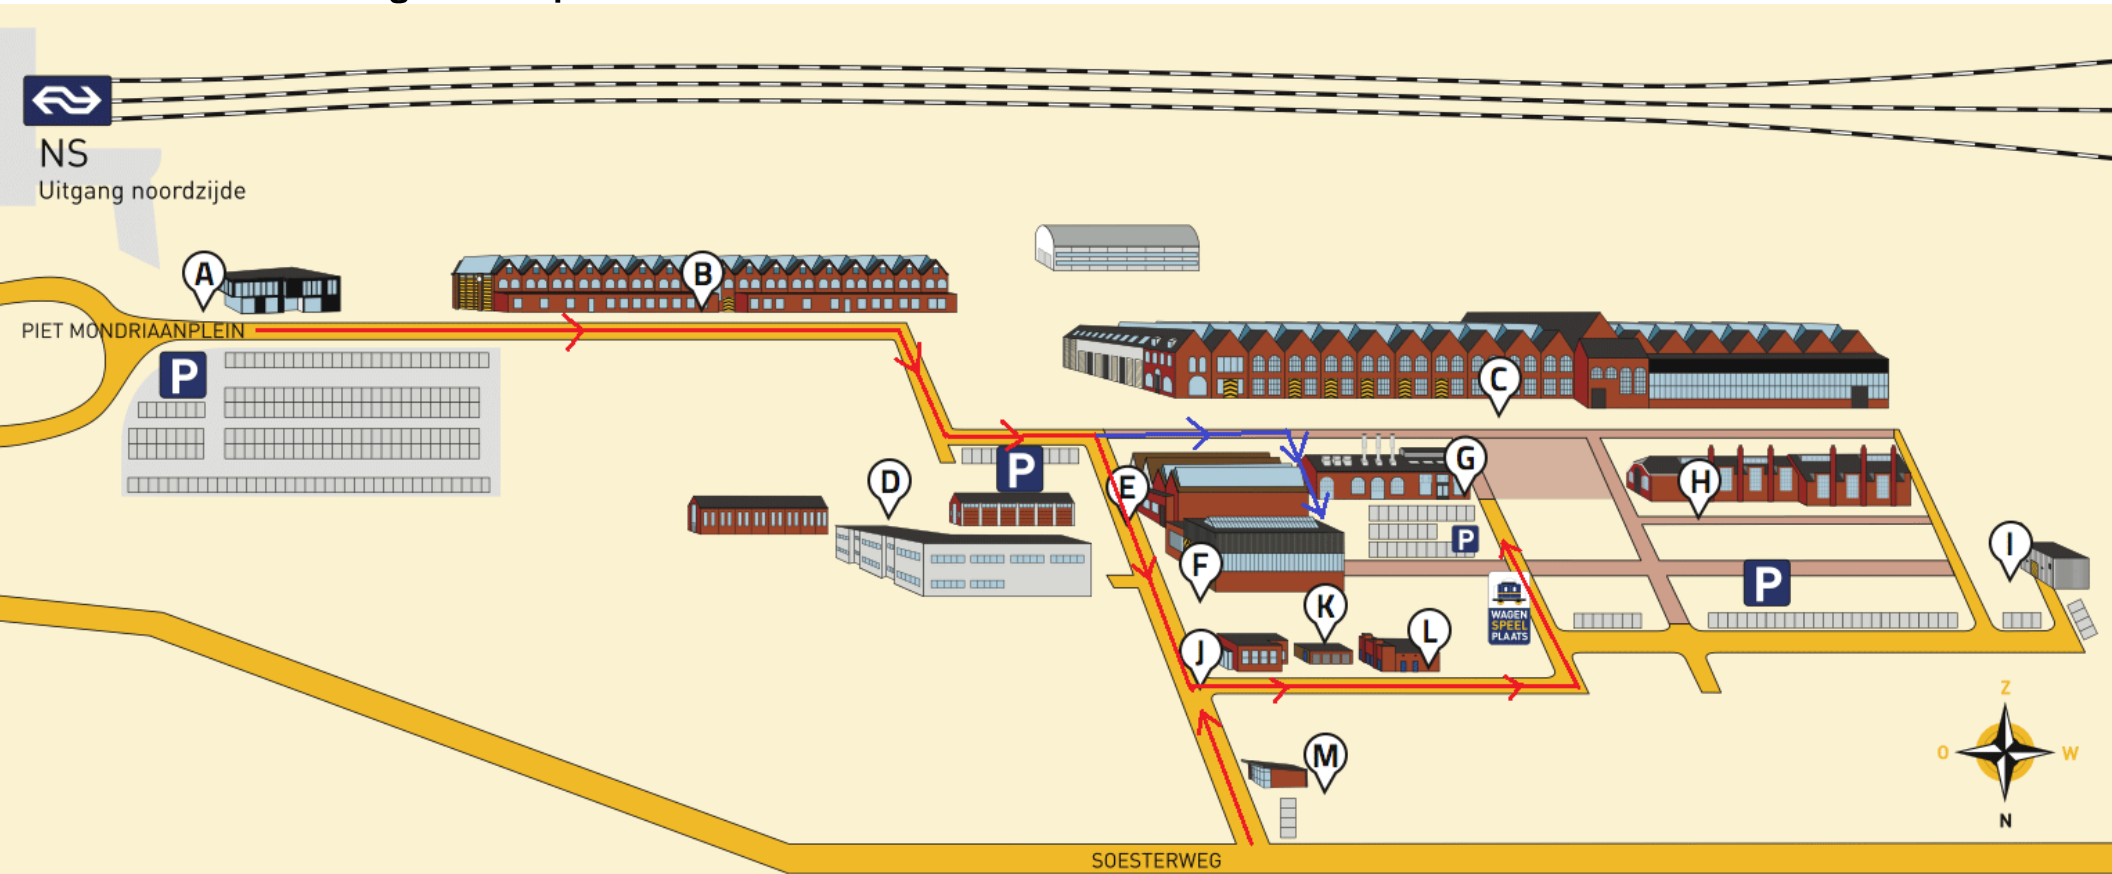 NS
Uitgang noordzijde
A
B
PIET MONDRIAANPLEIN
P
C
P
D
E
G
H
P
I
F
P
K
WAGEN
SPEEL
PLAATS
L
J
Z
M
O
W
N
SOESTERWEG